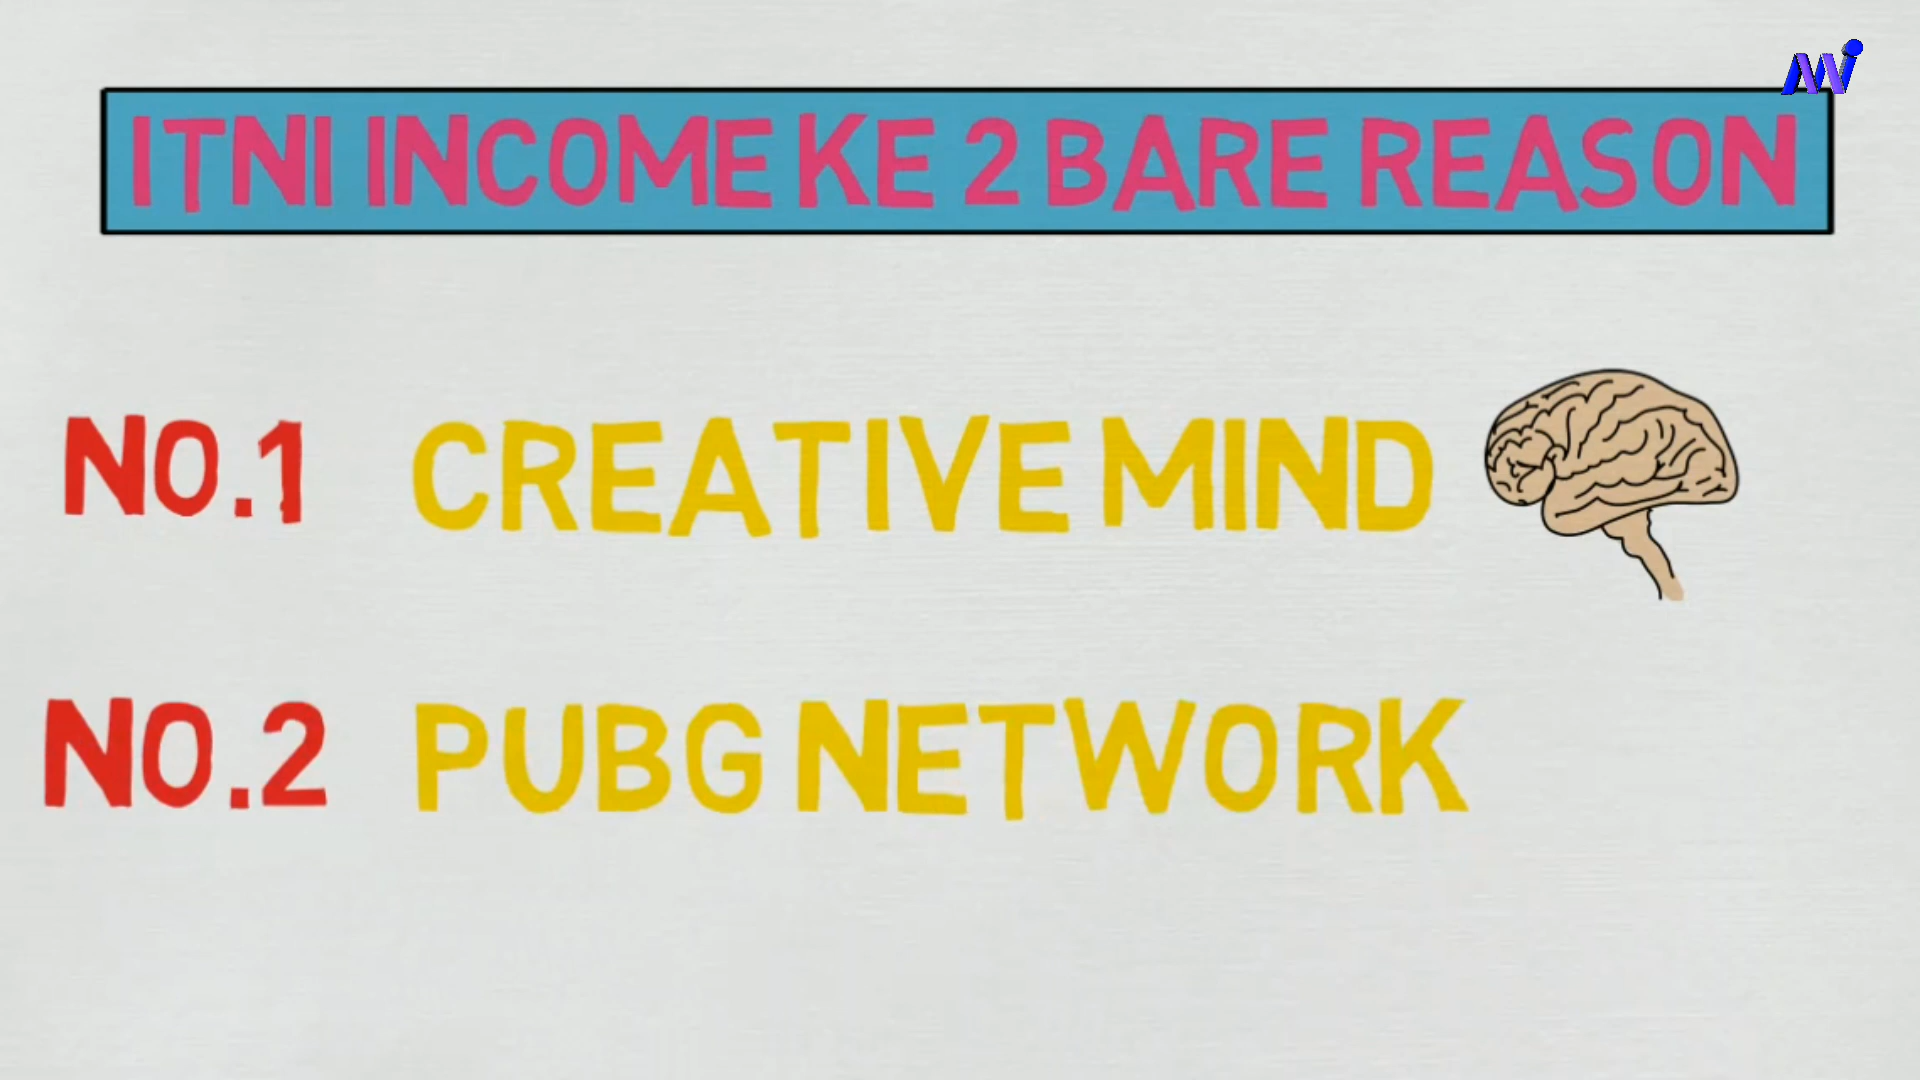 ITNI INCOME KE 2 BARE REASON
NO.1 CREATIVE MIND
NO.2 PUBG NETWORK